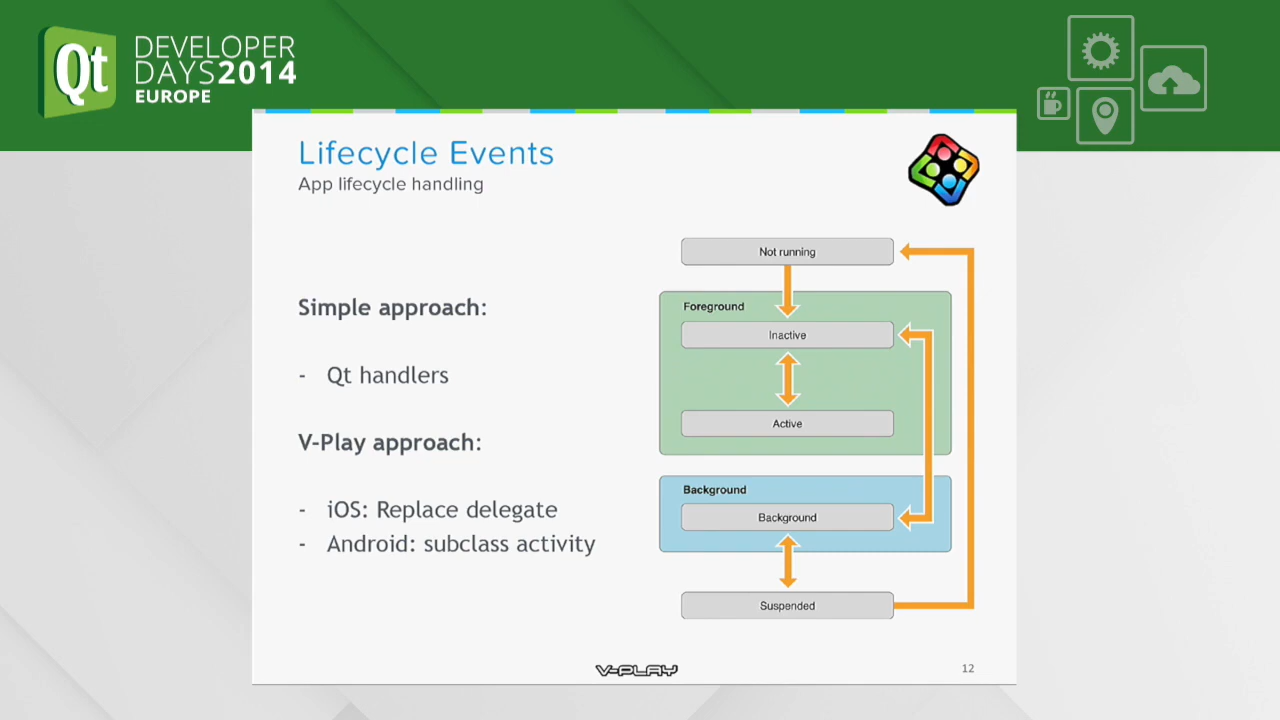 Qt
DEVELOPER
DAYS2014
EUROPE
Lifecycle Events
App lifecycle handling
Simple approach:
- Qt handlers
V-Play approach:
- iOS: Replace delegate
- Android: subclass activity
Not running
Foreground
Inactive
Active
Background
Background
Suspended
V-PLAY
12